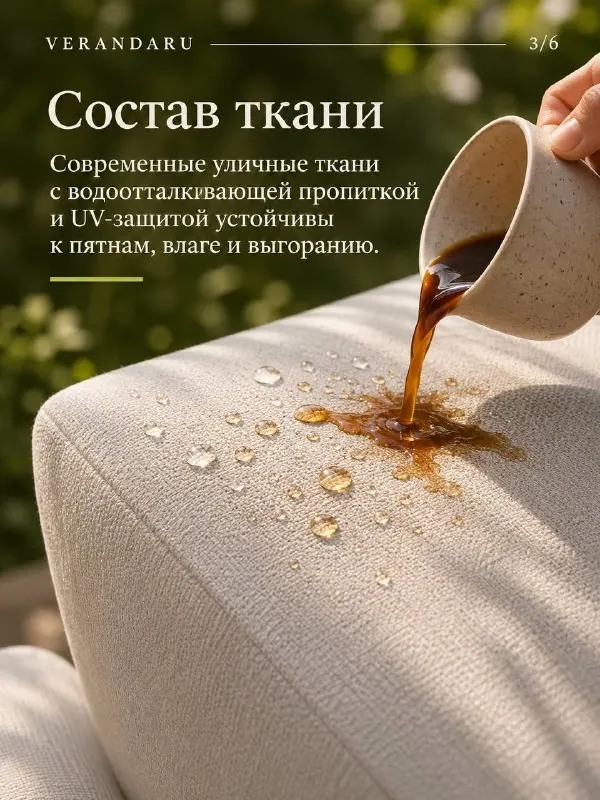 VERANDARU
3/6
Состав ткани
Современные уличные ткани
с водоотталкивающей пропиткой
и UV-защитой устойчивы
к пятнам, влаге и выгоранию.